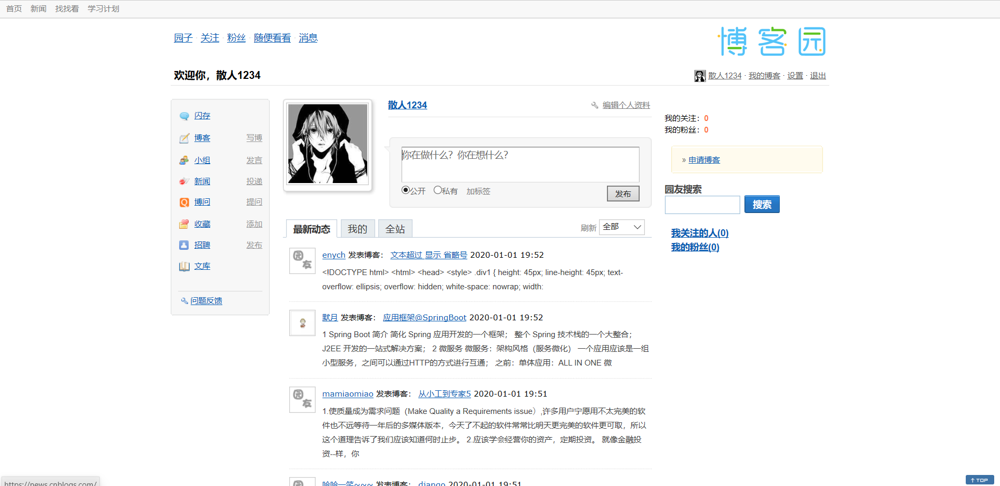 首页 新闻 找找看 学习计划
园子 · 关注 · 粉丝 · 随便看看 · 消息
博客园
欢迎你，散人1234
散人1234 · 我的博客 · 设置 · 退出
闪存
博客 写博
小组 发言
新闻 投递
博问 提问
收藏 添加
招聘 发布
文库
问题反馈
散人1234
编辑个人资料
你在做什么？你在想什么？
公开 私有 加标签
发布
最新动态 我的 全站
刷新 全部
enych 发表博客： 文本超过 显示 省略号 2020-01-01 19:52
<!DOCTYPE html> <html> <head> <style> .div1 { height: 45px; line-height: 45px; text-
overflow: ellipsis; overflow: hidden; white-space: nowrap; width:
默月 发表博客： 应用框架@SpringBoot 2020-01-01 19:52
1 Spring Boot 简介 简化 Spring 应用开发的一个框架； 整个 Spring 技术栈的一个大整合；
J2EE 开发的一站式解决方案； 2 微服务 微服务：架构风格（服务微化） 一个应用应该是一组
小型服务，之间可以通过HTTP的方式进行互通； 之前：单体应用：ALL IN ONE 微
园友
mamiaomiao 发表博客： 从小工到专家5 2020-01-01 19:51
1.使质量成为需求问题（Make Quality a Requirements issue）,许多用户宁愿用不太完美的软
件也不远等待一年后的多媒体版本，今天了不起的软件常常比明天更完美的软件更可取，所以
这个道理告诉了我们应该知道何时止步。 2.应该学会经营你的资产，定期投资。 就像金融投
资--样，你
哈哈一笑~~~ 发表博客： django 2020-01-01 19:51
我的关注：0
我的粉丝：0
» 申请博客
园友搜索
搜索
我关注的人(0)
我的粉丝(0)
https://news.cnblogs.com/
TOP